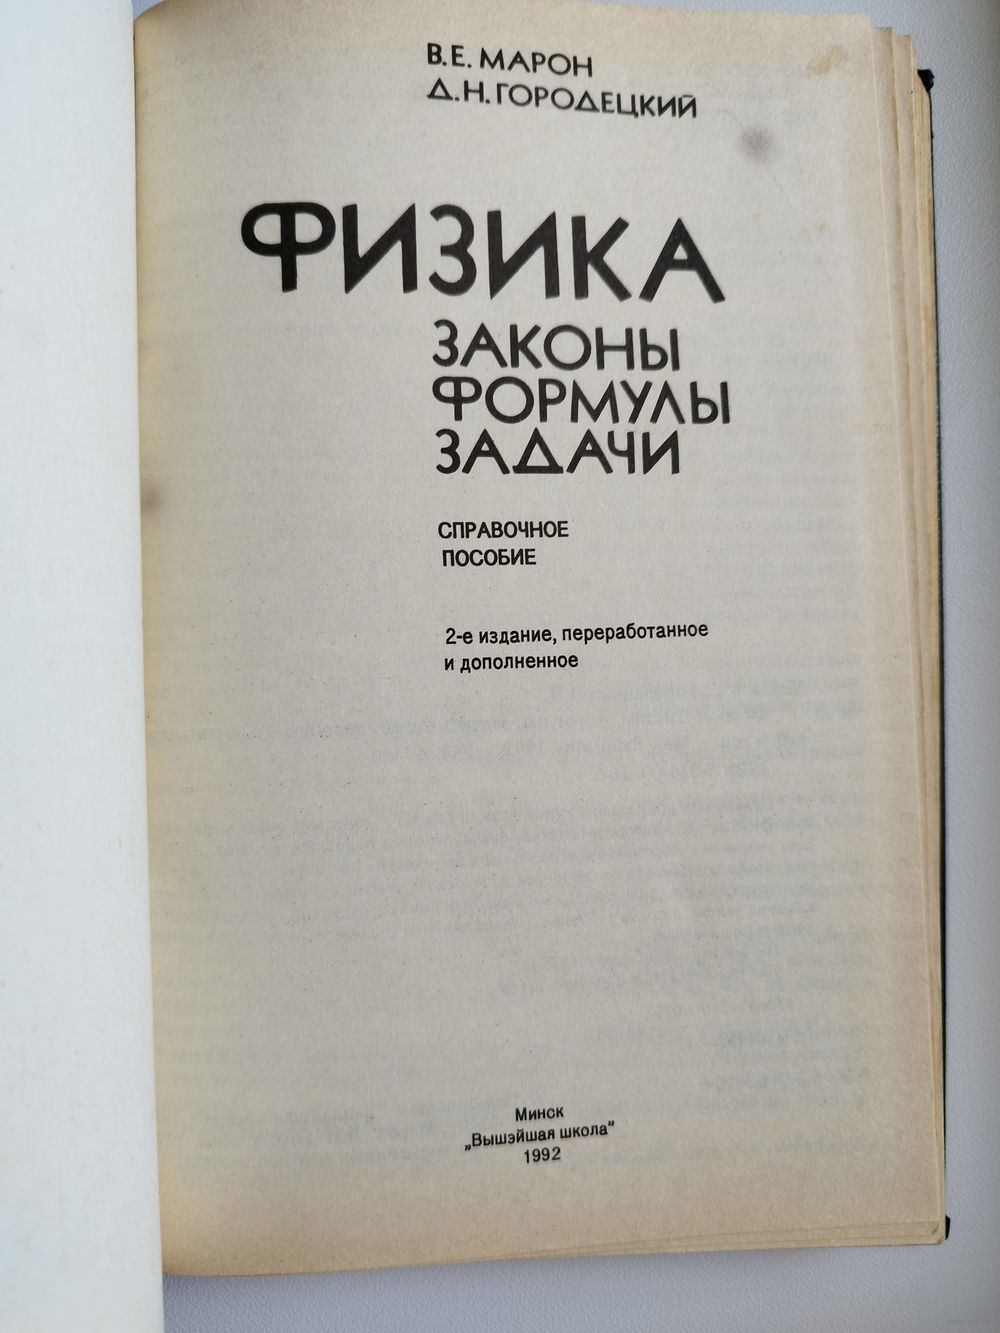 В.Е. МАРОН
Д.Н. ГОРОДЕЦКИЙ
ФИЗИКА
ЗАКОНЫ
ФОРМУЛЫ
ЗАДАЧИ
СПРАВОЧНОЕ
ПОСОБИЕ
2-е издание, переработанное
и дополненное
Минск
„Вышэйшая школа"
1992